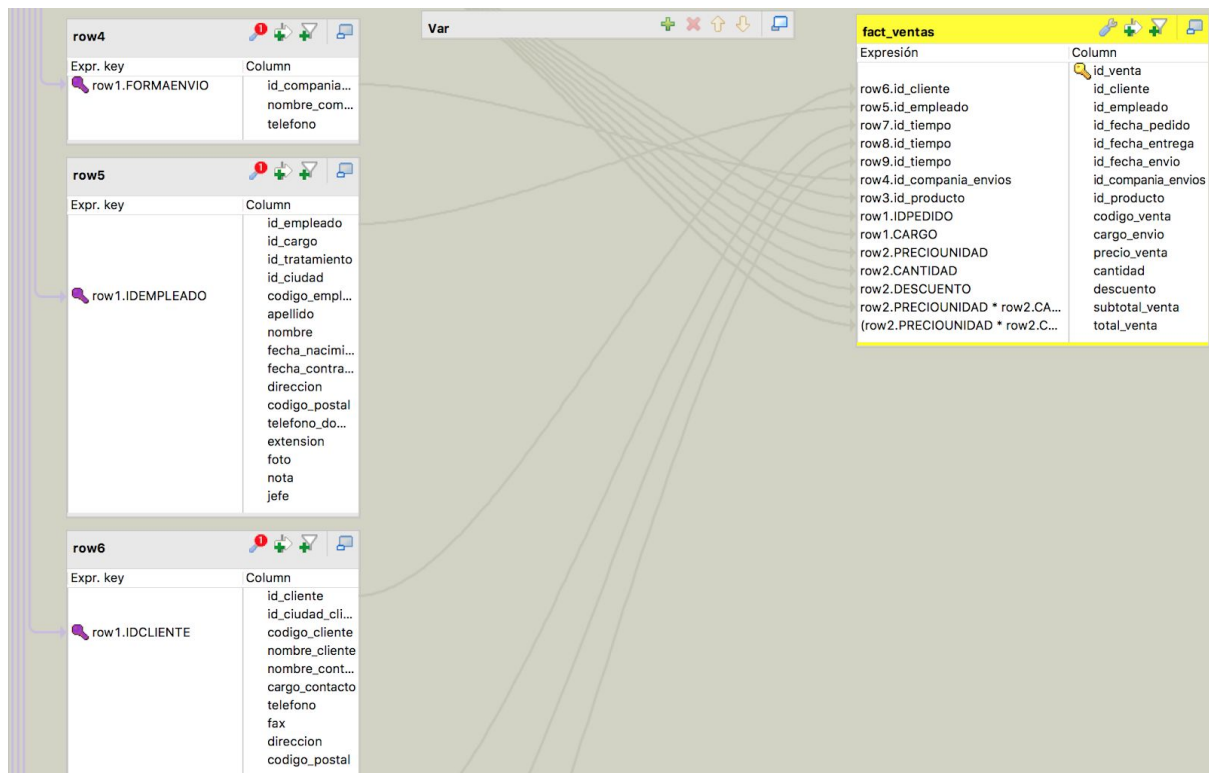 row4
1
Expr. key Column
row1.FORMAENVIO id_compania...
nombre_com...
telefono
row5
1
Expr. key Column
id_empleado
id_cargo
id_tratamiento
id_ciudad
row1.IDEMPLEADO codigo_empl...
apellido
nombre
fecha_nacimi...
fecha_contra...
direccion
codigo_postal
telefono_do...
extension
foto
nota
jefe
row6
1
Expr. key Column
id_cliente
id_ciudad_cli...
row1.IDCLIENTE codigo_cliente
nombre_cliente
nombre_cont...
cargo_contacto
telefono
fax
direccion
codigo_postal
Var
fact_ventas
Expresión Column
id_venta
row6.id_cliente id_cliente
row5.id_empleado id_empleado
row7.id_tiempo id_fecha_pedido
row8.id_tiempo id_fecha_entrega
row9.id_tiempo id_fecha_envio
row4.id_compania_envios id_compania_envios
row3.id_producto id_producto
row1.IDPEDIDO codigo_venta
row1.CARGO cargo_envio
row2.PRECIOUNIDAD precio_venta
row2.CANTIDAD cantidad
row2.DESCUENTO descuento
row2.PRECIOUNIDAD * row2.CA... subtotal_venta
(row2.PRECIOUNIDAD * row2.C... total_venta